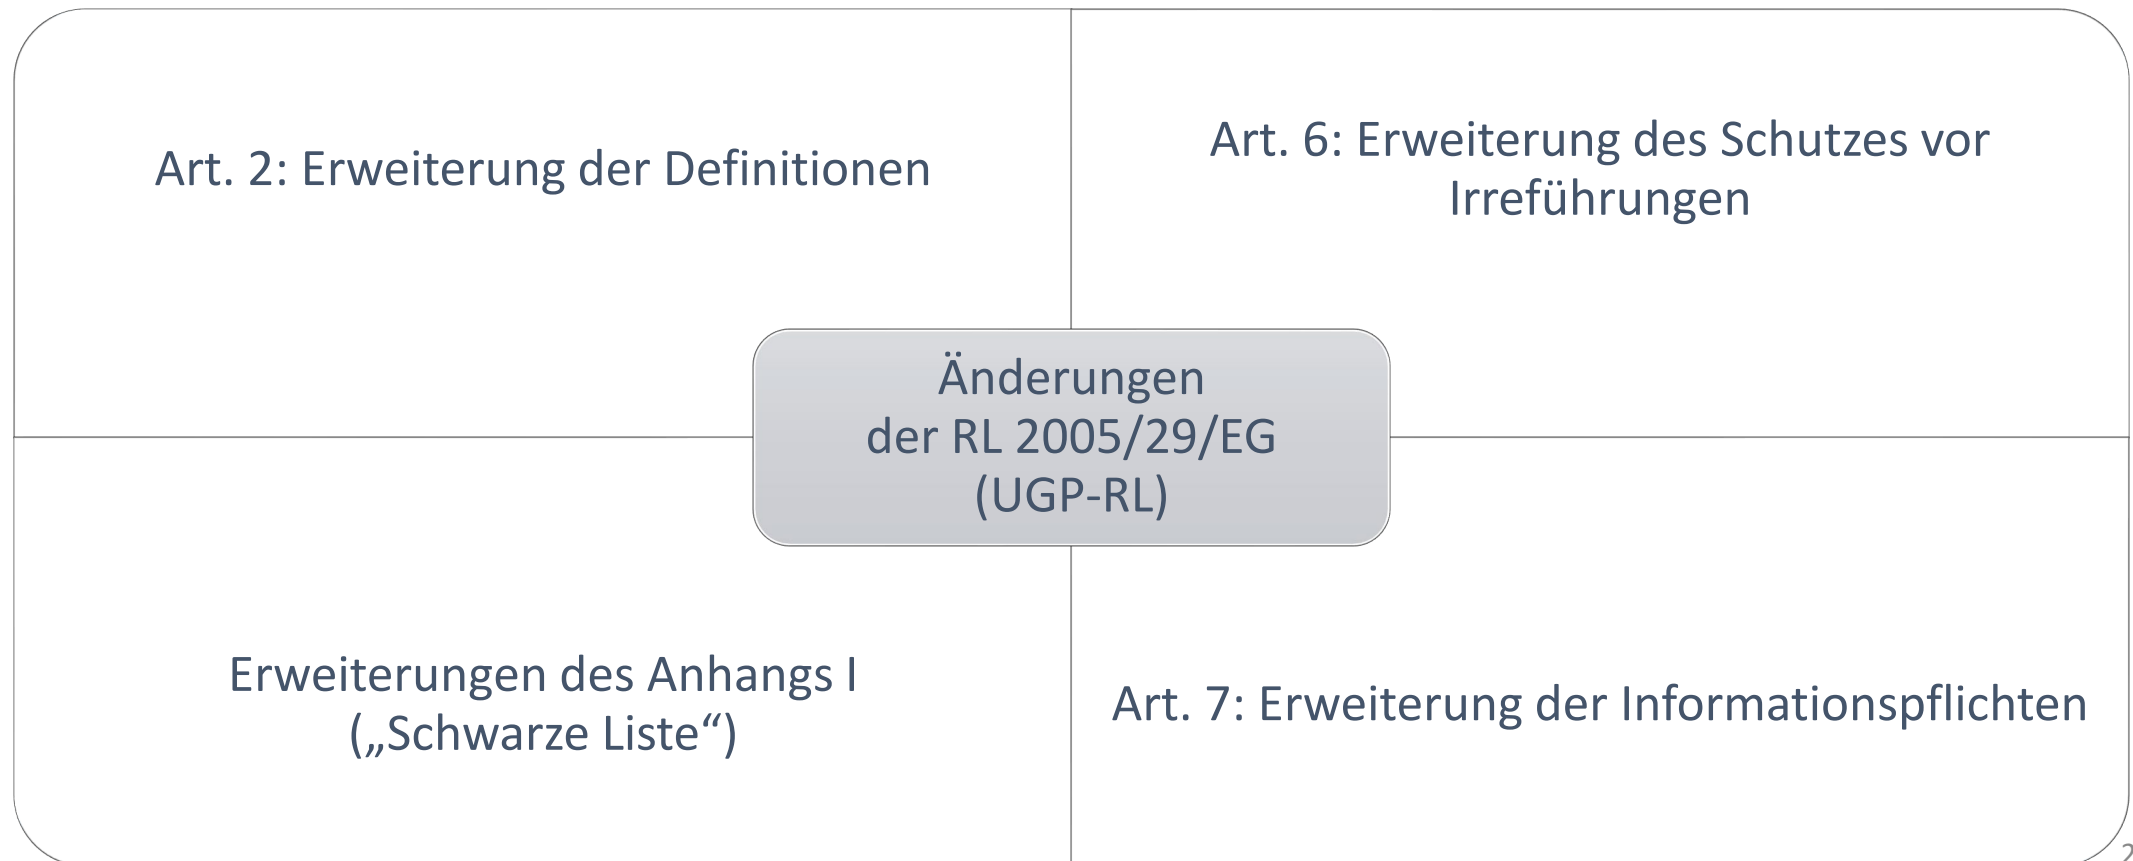 Art. 2: Erweiterung der Definitionen
Art. 6: Erweiterung des Schutzes vor
Irreführungen
Änderungen
der RL 2005/29/EG
(UGP-RL)
Erweiterungen des Anhangs I
(„Schwarze Liste“)
Art. 7: Erweiterung der Informationspflichten